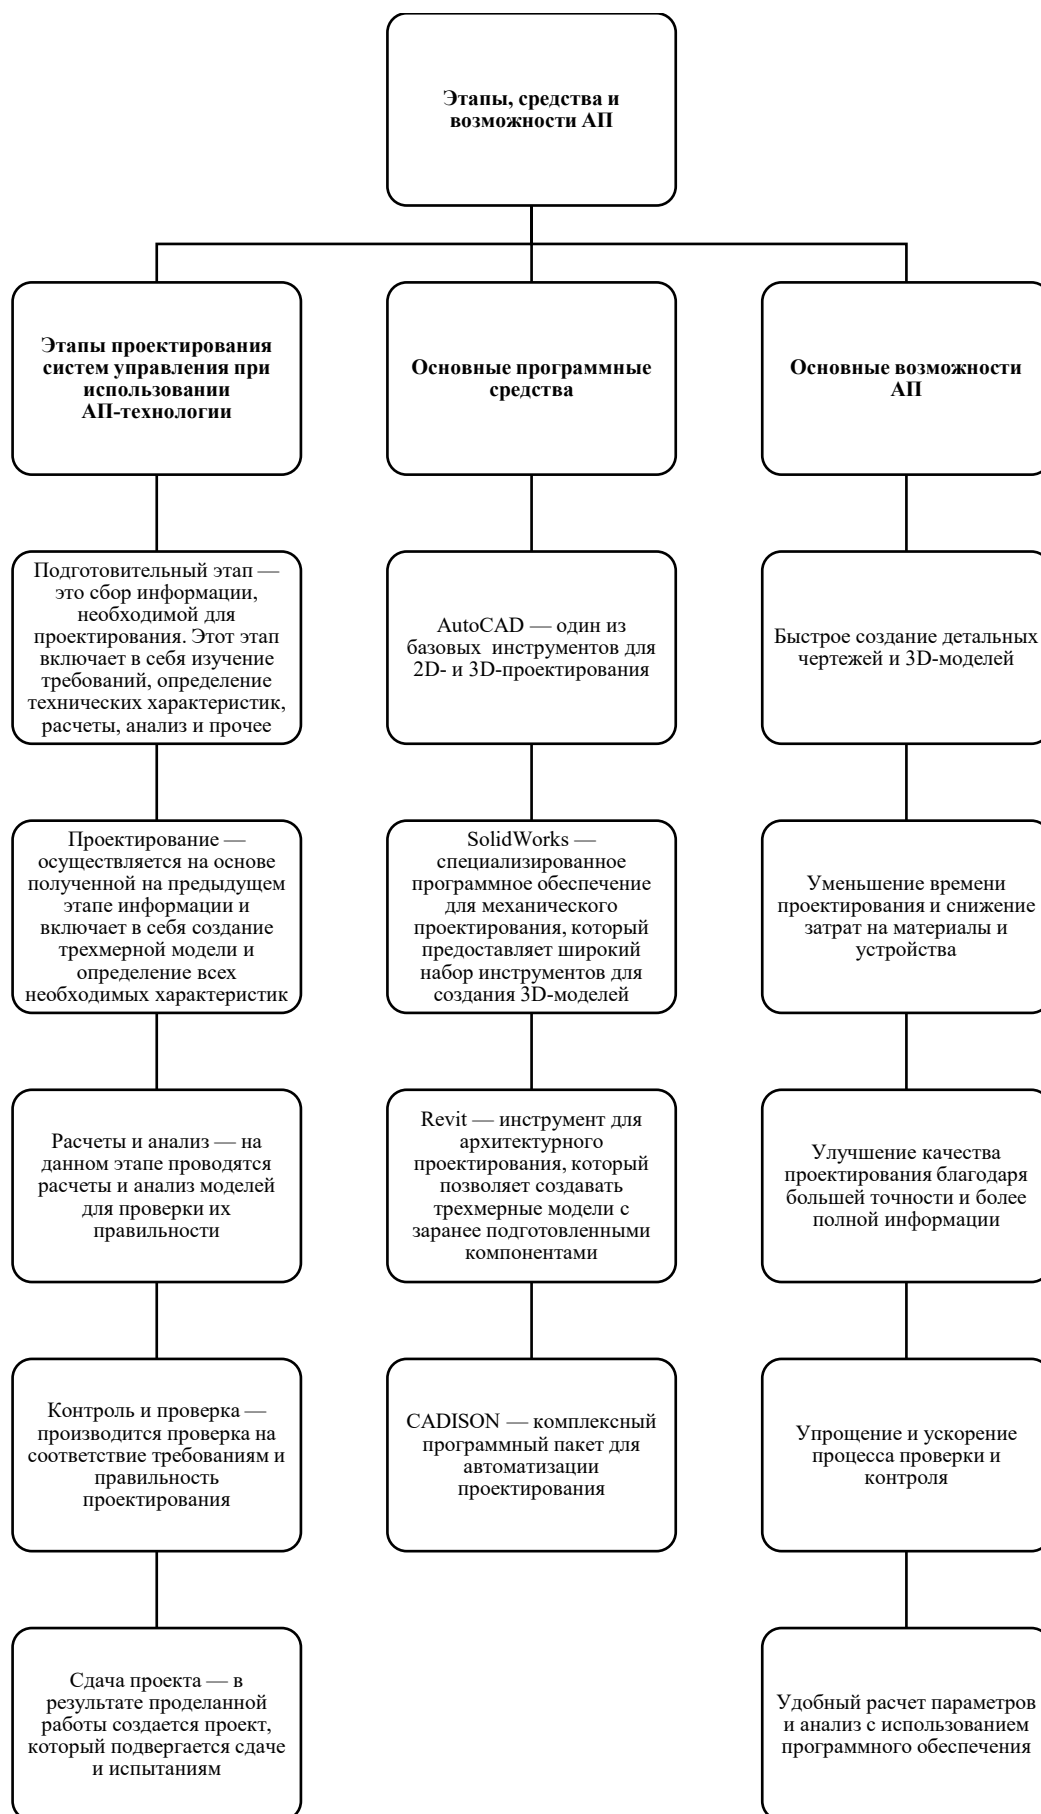 Этапы, средства и
возможности АП
Этапы проектирования
систем управления при
использовании
АП-технологии
Подготовительный этап —
это сбор информации,
необходимой для
проектирования. Этот этап
включает в себя изучение
требований, определение
технических характеристик,
расчеты, анализ и прочее
Проектирование —
осуществляется на основе
полученной на предыдущем
этапе информации и
включает в себя создание
трехмерной модели и
определение всех
необходимых характеристик
Расчеты и анализ — на
данном этапе проводятся
расчеты и анализ моделей
для проверки их
правильности
Контроль и проверка —
производится проверка на
соответствие требованиям и
правильность
проектирования
Сдача проекта — в
результате проделанной
работы создается проект,
который подвергается сдаче
и испытаниям
Основные программные
средства
AutoCAD — один из
базовых  инструментов для
2D- и 3D-проектирования
SolidWorks —
специализированное
программное обеспечение
для механического
проектирования, который
предоставляет широкий
набор инструментов для
создания 3D-моделей
Revit — инструмент для
архитектурного
проектирования, который
позволяет создавать
трехмерные модели с
заранее подготовленными
компонентами
CADISON — комплексный
программный пакет для
автоматизации
проектирования
Основные возможности
АП
Быстрое создание детальных
чертежей и 3D-моделей
Уменьшение времени
проектирования и снижение
затрат на материалы и
устройства
Улучшение качества
проектирования благодаря
большей точности и более
полной информации
Упрощение и ускорение
процесса проверки и
контроля
Удобный расчет параметров
и анализ с использованием
программного обеспечения